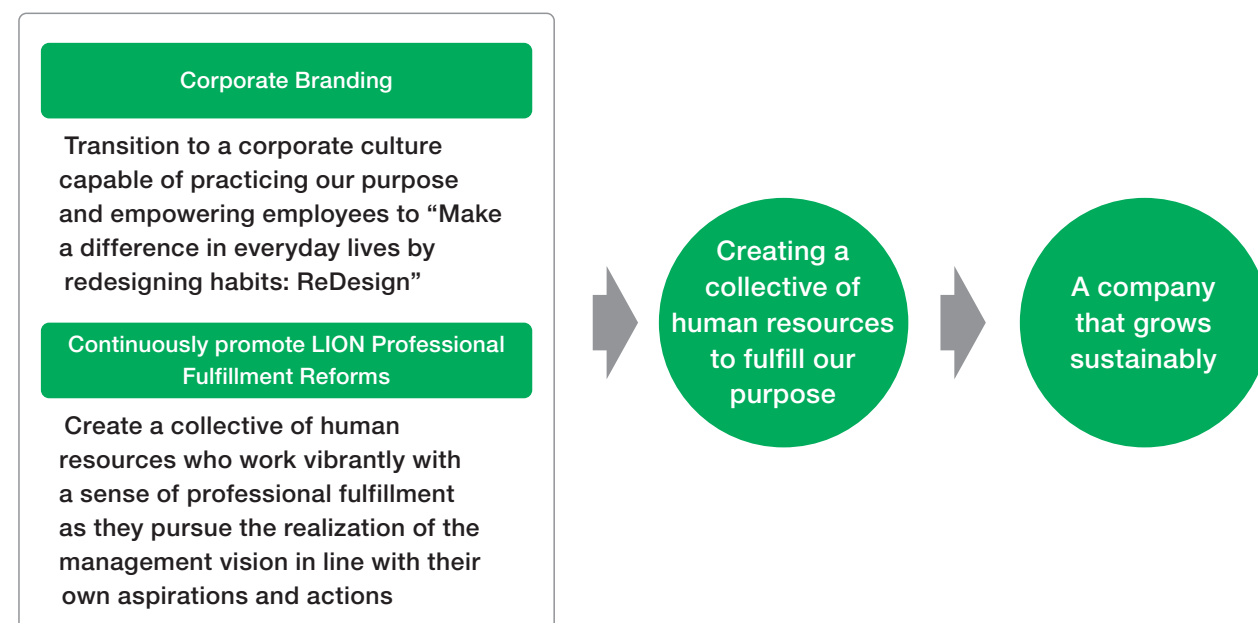 Corporate Branding
Transition to a corporate culture
capable of practicing our purpose
and empowering employees to “Make
a difference in everyday lives by
redesigning habits: ReDesign”
Continuously promote LION Professional
Fulfillment Reforms
Create a collective of human
resources who work vibrantly with
a sense of professional fulfillment
as they pursue the realization of the
management vision in line with their
own aspirations and actions
Creating a
collective of
human resources
to fulfill our
purpose
A company
that grows
sustainably